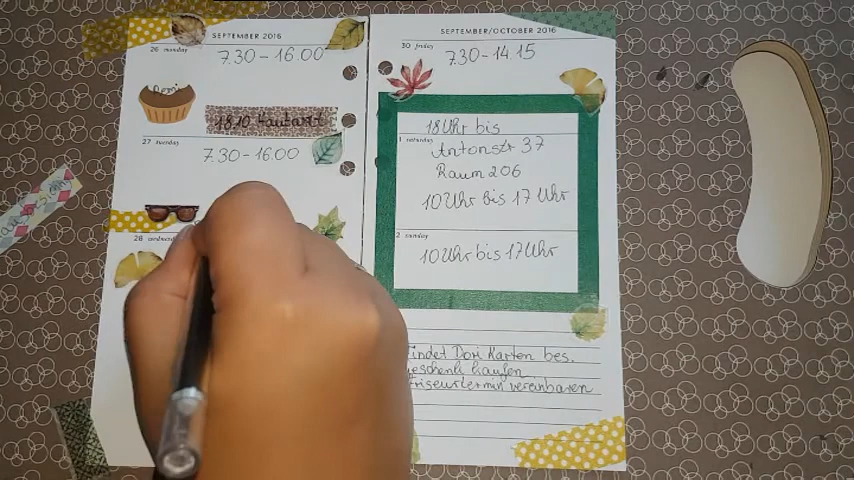 SEPTEMBER 2016
26 monday
7.30-16.00
Demi
18.10 Hautarzt
27 tuesday
7.30-16.00
28
SEPTEMBER/OCTOBER 2016
30 friday
7.30-14.15
18 Uhr bis
1 saturday
Antonstr 37
Raum 206
10 Uhr bis 17 Uhr
2 sunday
10 Uhr bis 17 Uhr
Dori Karten bes.
kaufen
Friseurtermin vereinbaren